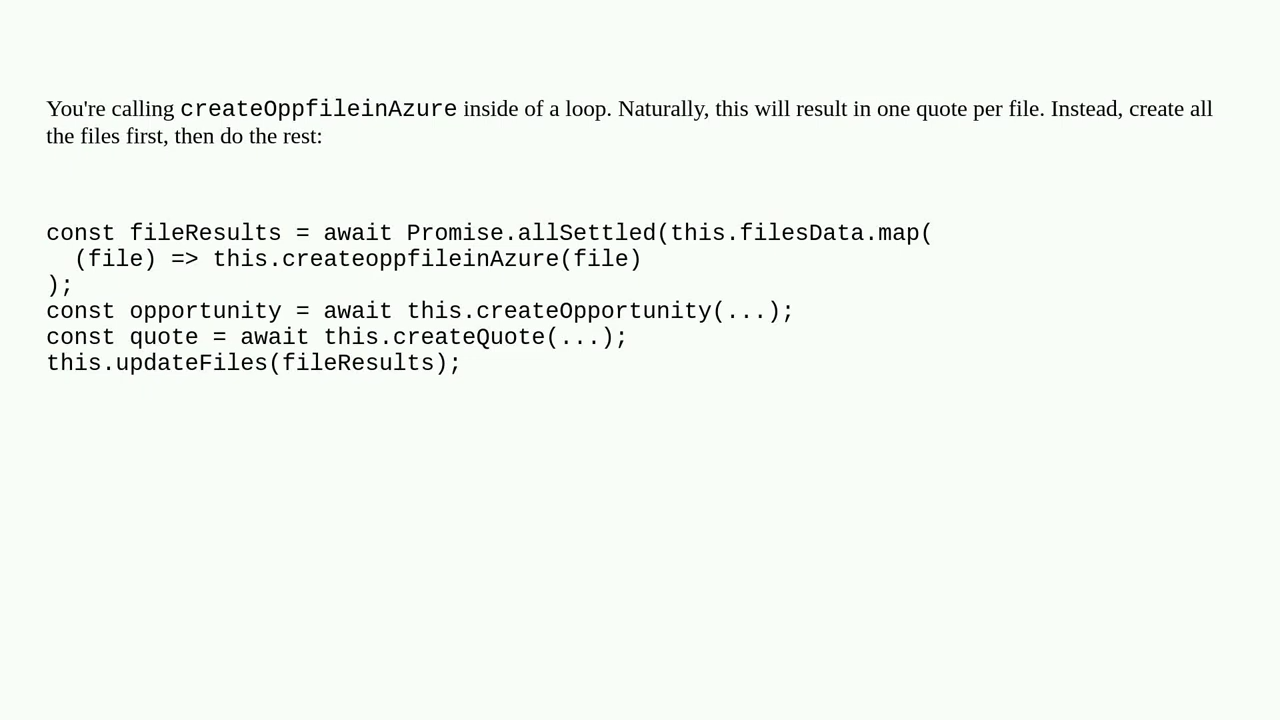 You're calling createOppfileinAzure inside of a loop. Naturally, this will result in one quote per file. Instead, create all
the files first, then do the rest:
const fileResults = await Promise.allSettled(this.filesData.map(
  (file) => this.createoppfileinAzure(file)
);
const opportunity = await this.createOpportunity(...);
const quote = await this.createQuote(...);
this.updateFiles(fileResults);